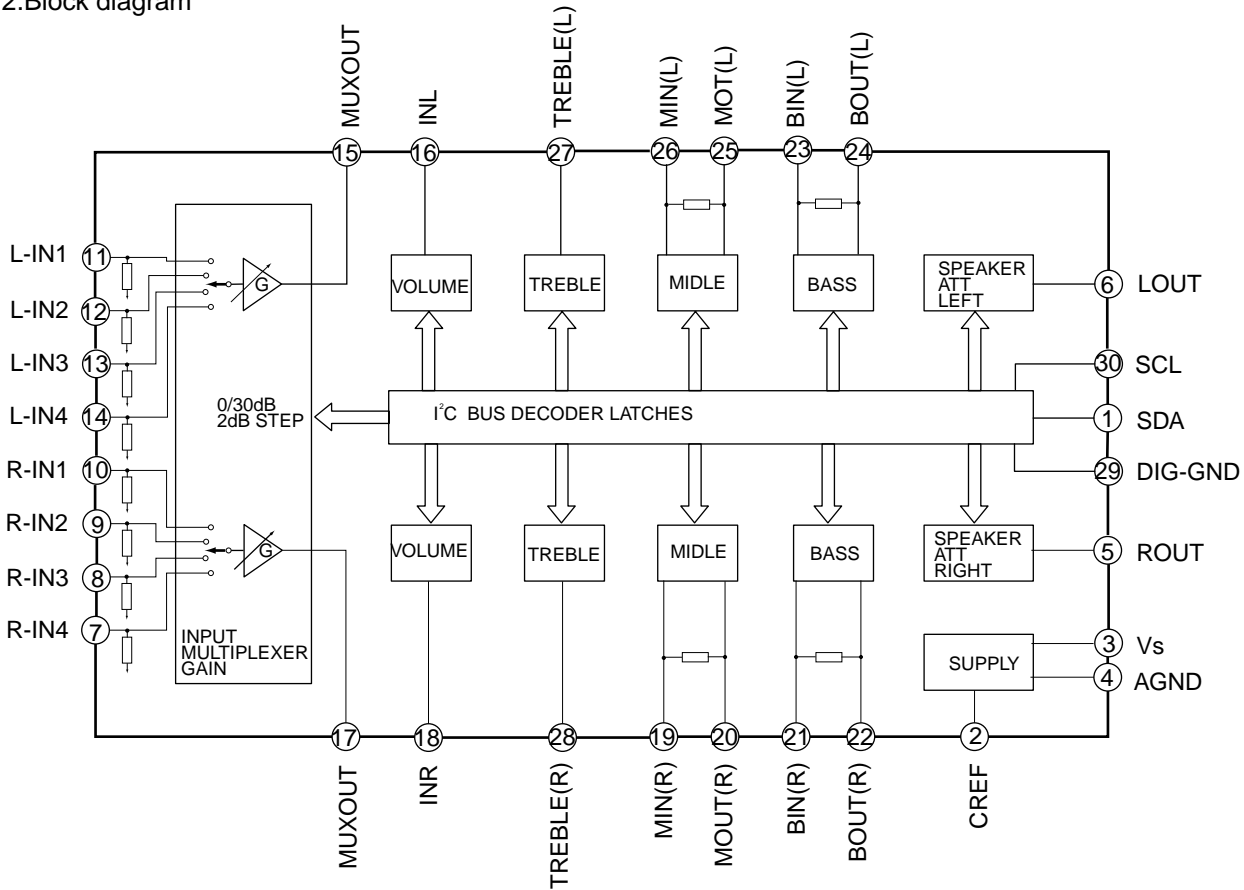 2.Block diagram
MUXOUT
INL
TREBLE(L)
MIN(L)
MOT(L)
BIN(L)
BOUT(L)
15
16
27
26
25
23
24
L-IN1
11
L-IN2
12
L-IN3
13
L-IN4
14
R-IN1
10
R-IN2
9
R-IN3
8
R-IN4
7
G
0/30dB
2dB STEP
G
INPUT
MULTIPLEXER
GAIN
VOLUME
TREBLE
MIDLE
BASS
SPEAKER
ATT
LEFT
I²C BUS DECODER LATCHES
VOLUME
TREBLE
MIDLE
BASS
SPEAKER
ATT
RIGHT
SUPPLY
6
LOUT
30
SCL
1
SDA
29
DIG-GND
5
ROUT
3
Vs
4
AGND
17
18
28
19
20
21
22
2
MUXOUT
INR
TREBLE(R)
MIN(R)
MOUT(R)
BIN(R)
BOUT(R)
CREF